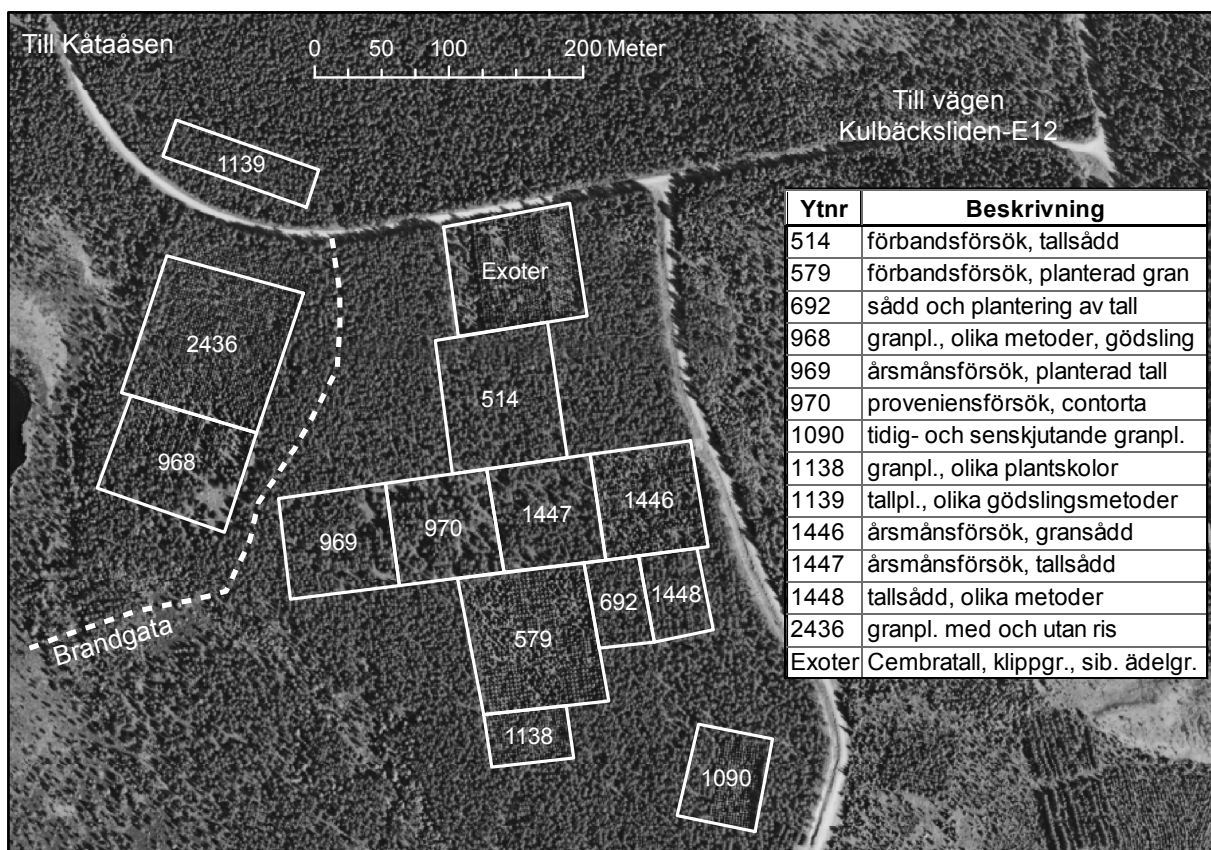 Till Kåtaåsen
0 50 100 200 Meter
Till vägen
Kulbäcksliden-E12
1139
Exoter
2436
514
968
1446
1447
970
969
692
1448
579
Brandgata
1138
1090
Ytnr Beskrivning
514 förbandsförsök, tallsådd
579 förbandsförsök, planterad gran
692 sådd och plantering av tall
968 granpl., olika metoder, gödsling
969 årsmånsförsök, planterad tall
970 proveniensförsök, contorta
1090 tidig- och senskjutande granpl.
1138 granpl., olika plantskolor
1139 tallpl., olika gödslingsmetoder
1446 årsmånsförsök, gransådd
1447 årsmånsförsök, tallsådd
1448 tallsådd, olika metoder
2436 granpl. med och utan ris
Exoter Cembratall, klippgr., sib. ädelgr.